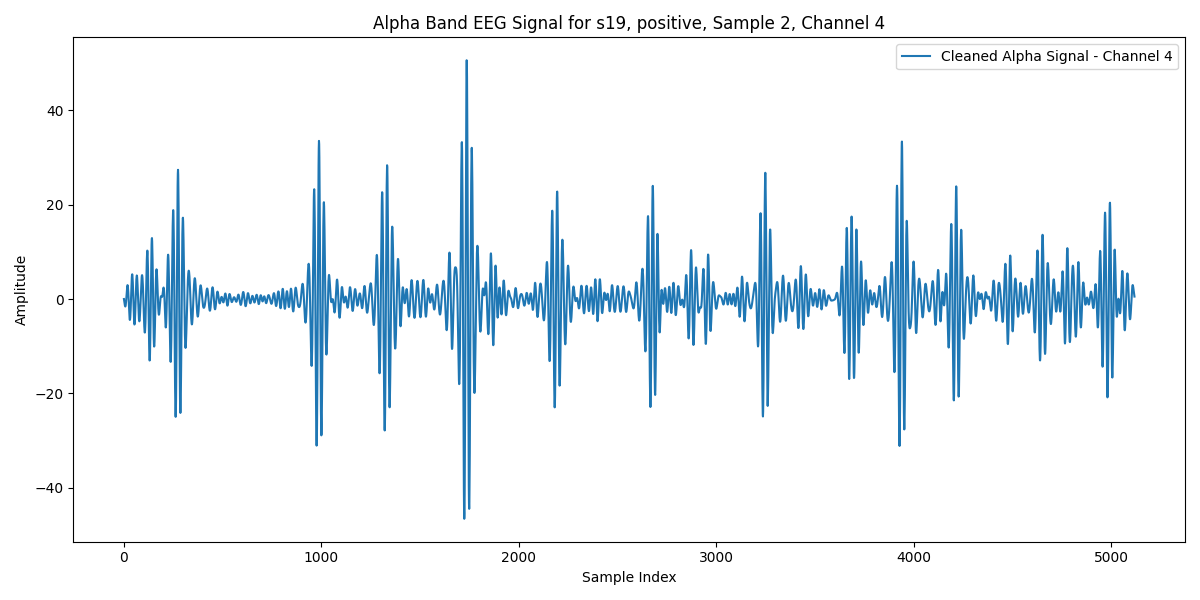 Alpha Band EEG Signal for s19, positive, Sample 2, Channel 4
Cleaned Alpha Signal - Channel 4
Amplitude
40
20
0
−20
−40
0 1000 2000 3000 4000 5000
Sample Index